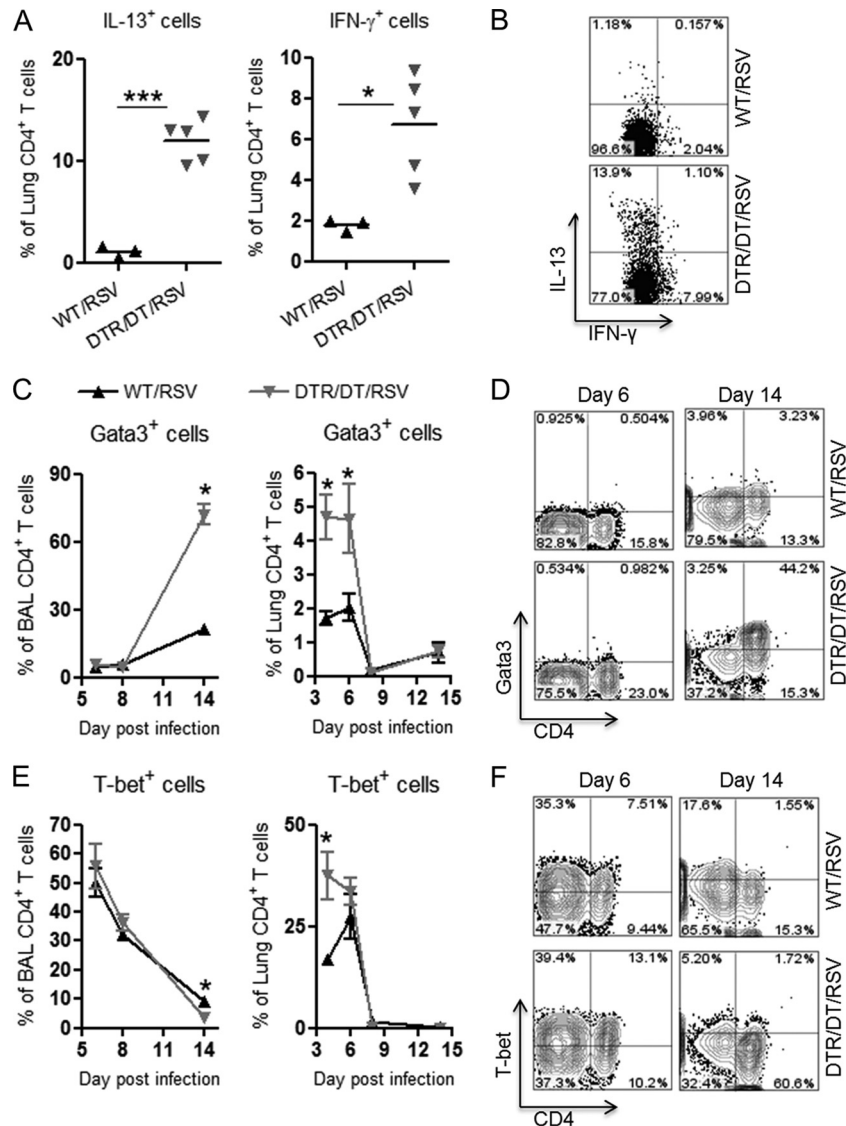 A
IL-13+ cells
% of Lung CD4+ T cells
20
10
0
***
WT/RSV
DTR/DT/RSV
IFN-γ+ cells
% of Lung CD4+ T cells
10
8
6
4
2
0
*
WT/RSV
DTR/DT/RSV
B
1.18% 0.157%
96.6% 2.04%
WT/RSV
13.9% 1.10%
77.0% 7.99%
DTR/DT/RSV
IL-13
IFN-γ
C
WT/RSV DTR/DT/RSV
Gata3+ cells
% of BAL CD4+ T cells
90
60
30
0
*
5 8 11 14
Day post infection
Gata3+ cells
% of Lung CD4+ T cells
6
5
4
3
2
1
0
* *
3 6 9 12 15
Day post infection
D
Day 6 Day 14
0.925% 0.504% 3.96% 3.23%
82.8% 15.8% 79.5% 13.3%
WT/RSV
0.534% 0.982% 3.25% 44.2%
75.5% 23.0% 37.2% 15.3%
DTR/DT/RSV
Gata3
CD4
E
T-bet+ cells
% of BAL CD4+ T cells
70
60
50
40
30
20
10
0
*
5 8 11 14
Day post infection
T-bet+ cells
% of Lung CD4+ T cells
50
25
0
*
3 6 9 12 15
Day post infection
F
Day 6 Day 14
35.3% 7.51% 17.6% 1.55%
47.7% 9.44% 65.5% 15.3%
WT/RSV
39.4% 13.1% 5.20% 1.72%
37.3% 10.2% 32.4% 60.6%
DTR/DT/RSV
T-bet
CD4